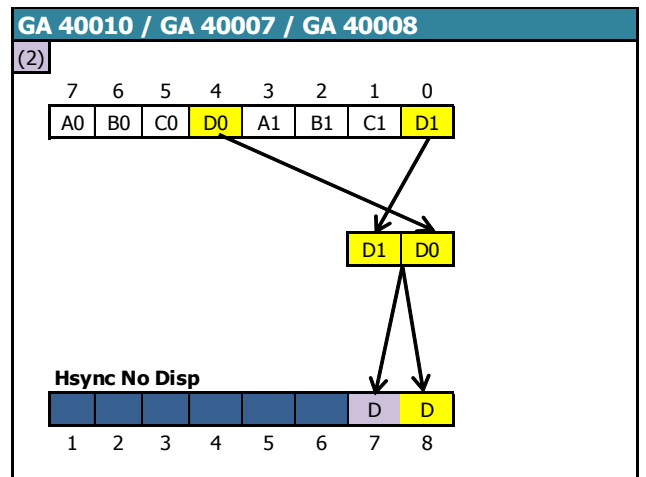 GA 40010 / GA 40007 / GA 40008
(2)
7 6 5 4 3 2 1 0
A0 B0 C0 D0 A1 B1 C1 D1
D1 D0
Hsync No Disp
D D
1 2 3 4 5 6 7 8